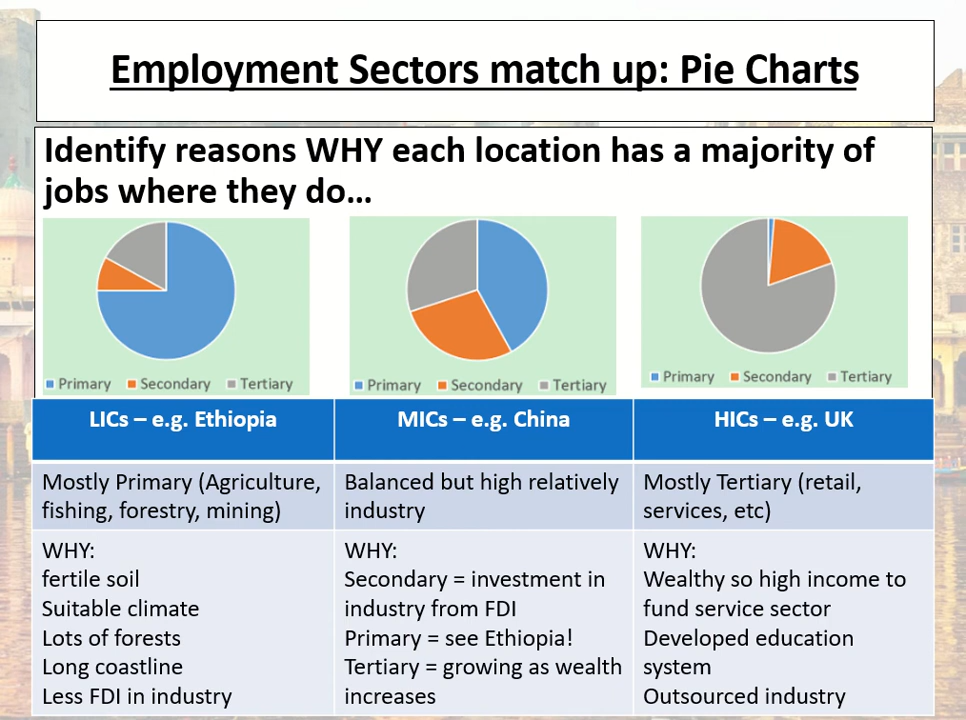 Employment Sectors match up: Pie Charts
Identify reasons WHY each location has a majority of
jobs where they do...
Primary Secondary Tertiary
Primary Secondary Tertiary
Primary Secondary Tertiary
LICs – e.g. Ethiopia
MICs – e.g. China
HICs – e.g. UK
Mostly Primary (Agriculture,
fishing, forestry, mining)
Balanced but high relatively
industry
Mostly Tertiary (retail,
services, etc)
WHY:
fertile soil
Suitable climate
Lots of forests
Long coastline
Less FDI in industry
WHY:
Secondary = investment in
industry from FDI
Primary = see Ethiopia!
Tertiary = growing as wealth
increases
WHY:
Wealthy so high income to
fund service sector
Developed education
system
Outsourced industry